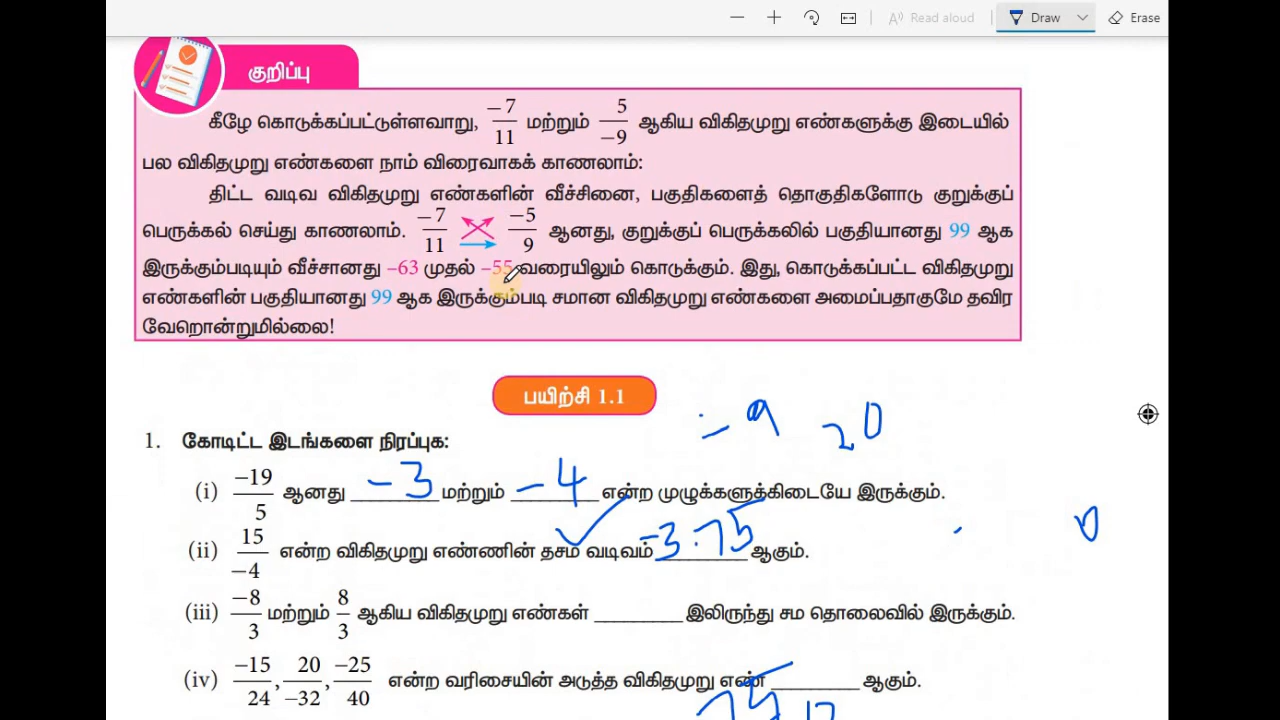 Read aloud Draw Erase
குறிப்பு
கீழே கொடுக்கப்பட்டுள்ளவாறு, −7/11 மற்றும் 5/−9 ஆகிய விகிதமுறு எண்களுக்கு இடையில்
பல விகிதமுறு எண்களை நாம் விரைவாகக் காணலாம்:
திட்ட வடிவ விகிதமுறு எண்களின் வீச்சினை, பகுதிகளைத் தொகுதிகளோடு குறுக்குப்
பெருக்கல் செய்து காணலாம். −7/11 −5/9 ஆனது, குறுக்குப் பெருக்கலில் பகுதியானது 99 ஆக
இருக்கும்படியும் வீச்சானது −63 முதல் −55 வரையிலும் கொடுக்கும். இது, கொடுக்கப்பட்ட விகிதமுறு
எண்களின் பகுதியானது 99 ஆக இருக்கும்படி சமான விகிதமுறு எண்களை அமைப்பதாகுமே தவிர
வேறொன்றுமில்லை!
பயிற்சி 1.1
20
1. கோடிட்ட இடங்களை நிரப்புக:
(i) −19/5 ஆனது −3 மற்றும் −4 என்ற முழுக்களுக்கிடையே இருக்கும்.
(ii) 15/−4 என்ற விகிதமுறு எண்ணின் தசம வடிவம் −3.75 ஆகும்.
(iii) −8/3 மற்றும் 8/3 ஆகிய விகிதமுறு எண்கள் ________ இலிருந்து சம தொலைவில் இருக்கும்.
(iv) −15/24, 20/−32, −25/40 என்ற வரிசையின் அடுத்த விகிதமுறு எண் ________ ஆகும்.